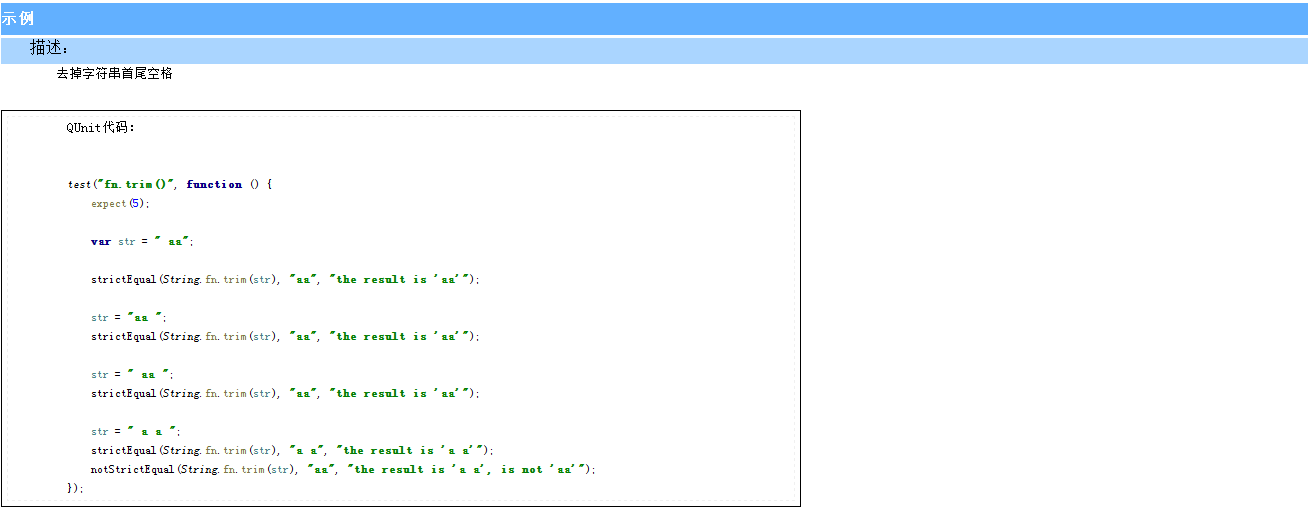 示例
描述：
去掉字符串首尾空格
QUnit代码：
test("fn.trim()", function () {
expect(5);
var str = " aa";
strictEqual(String.fn.trim(str), "aa", "the result is 'aa'");
str = "aa ";
strictEqual(String.fn.trim(str), "aa", "the result is 'aa'");
str = " aa ";
strictEqual(String.fn.trim(str), "aa", "the result is 'aa'");
str = " a a ";
strictEqual(String.fn.trim(str), "a a", "the result is 'a a'");
notStrictEqual(String.fn.trim(str), "aa", "the result is 'a a', is not 'aa'");
});